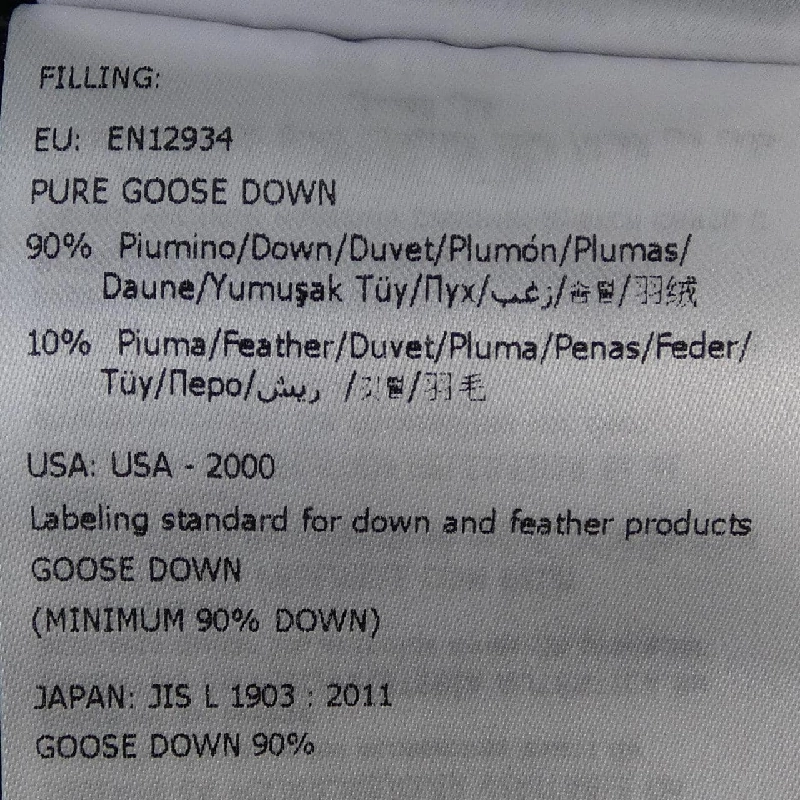 FILLING:
EU: EN12934
PURE GOOSE DOWN
90% Piumino/Down/Duvet/Plumón/Plumas/
Daune/Yumuşak Tüy/Пух/زغب/솜털/羽绒
10% Piuma/Feather/Duvet/Pluma/Penas/Feder/
Tüy/Перо/ريش /깃털/羽毛
USA: USA - 2000
Labeling standard for down and feather products
GOOSE DOWN
(MINIMUM 90% DOWN)
JAPAN: JIS L 1903 : 2011
GOOSE DOWN 90%